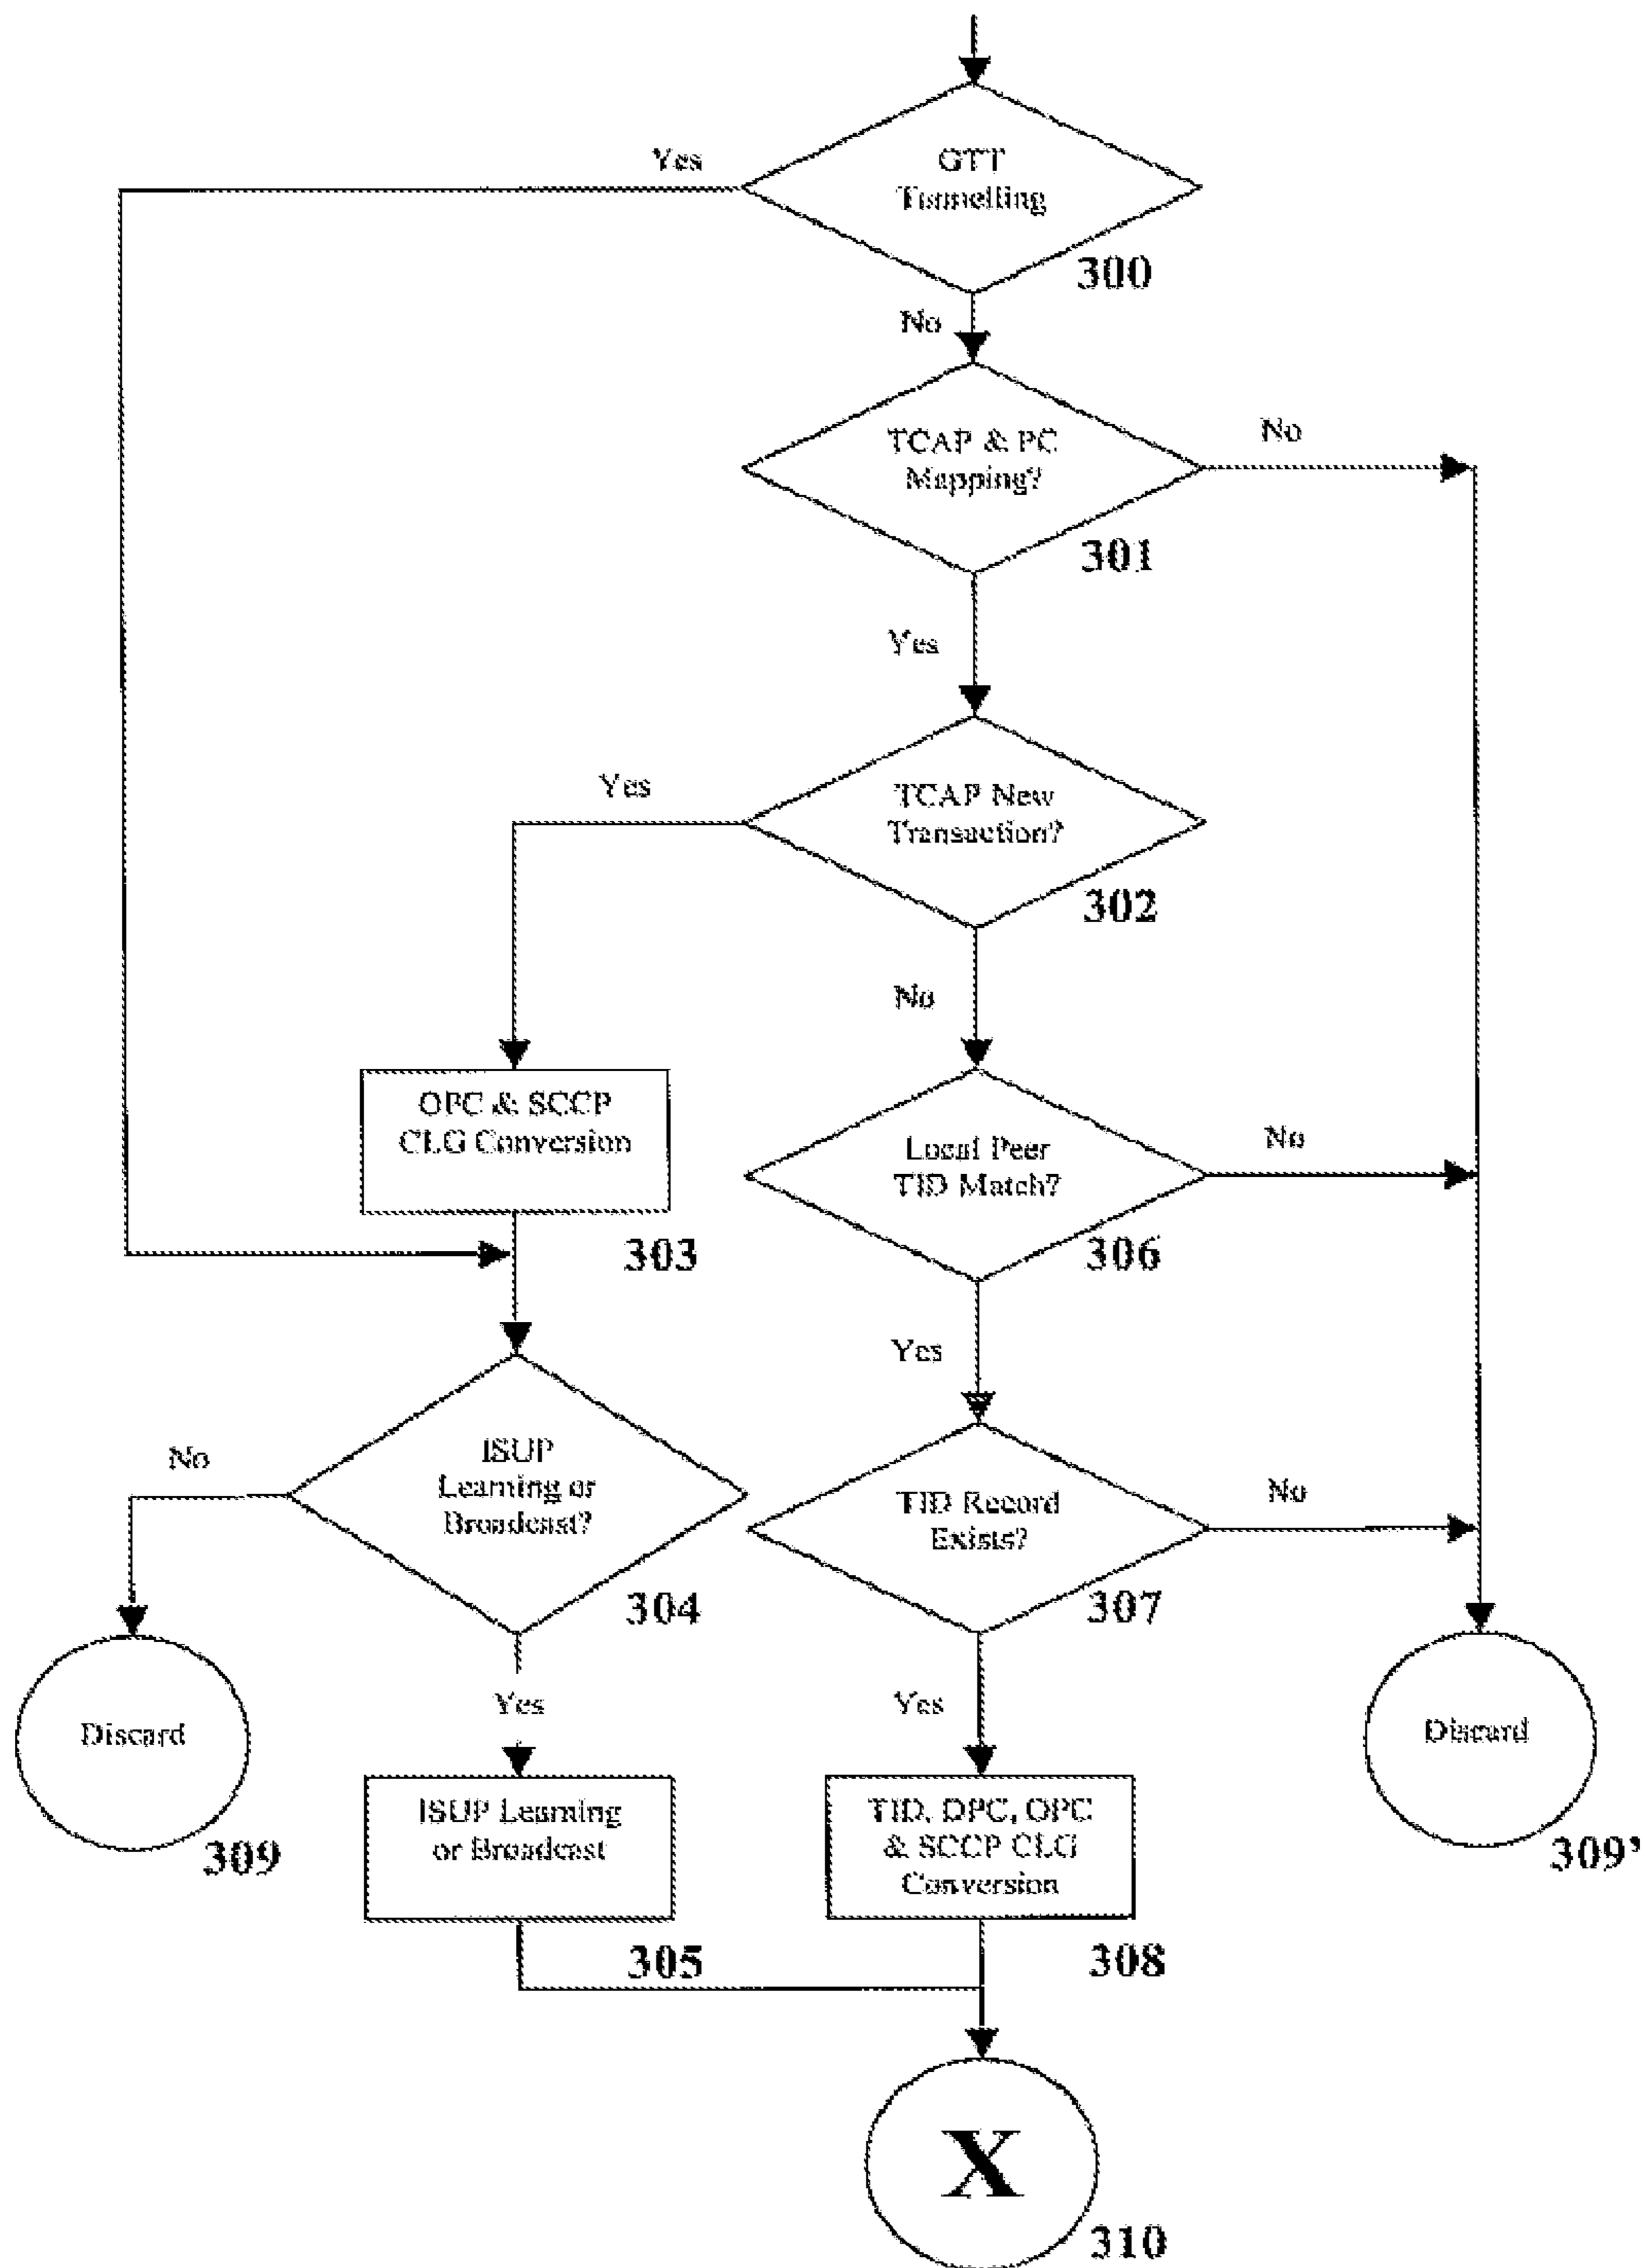 Yes
GTT
Tunnelling
300
No
TCAP & PC
Mapping?
No
301
Yes
Yes
TCAP New
Transaction?
302
No
OPC & SCCP
CLG Conversion
303
Local Peer
TID Match?
No
306
Yes
No
ISUP
Learning or
Broadcast?
304
TID Record
Exists?
No
307
Discard
309
Yes
Yes
Discard
309'
ISUP Learning
or Broadcast
305
TID, DPC, OPC
& SCCP CLG
Conversion
308
X
310